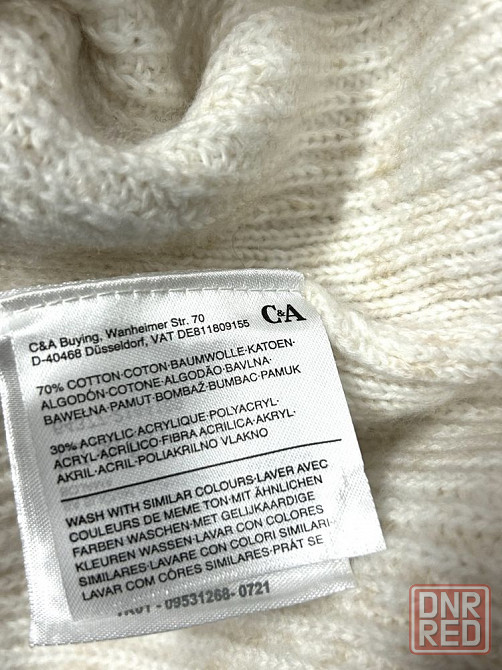 C&A Buying, Wanheimer Str. 70
C&A
D-40468 Düsseldorf, VAT DE811809155
70% COTTON·COTON·BAUMWOLLE·KATOEN·
ALGODÓN·COTONE·ALGODÃO·BAVLNA·
BAWEŁNA·PAMUT·BOMBAŽ·BUMBAC·PAMUK
30% ACRYLIC·ACRYLIQUE·POLYACRYL·
ACRYL·ACRÍLICO·FIBRA ACRILICA·AKRYL·
AKRIL·ACRIL·POLIAKRILNO VLAKNO
WASH WITH SIMILAR COLOURS·LAVER AVEC
COULEURS DE MEME TON·MIT ÄHNLICHEN
FARBEN WASCHEN·MET GELIJKAARDIGE
KLEUREN WASSEN·LAVAR CON COLORES
SIMILARES·LAVARE CON COLORI SIMILARI·
LAVAR COM CÔRES SIMILARES·PRÁT SE
09531268- 0721
DNR
RED